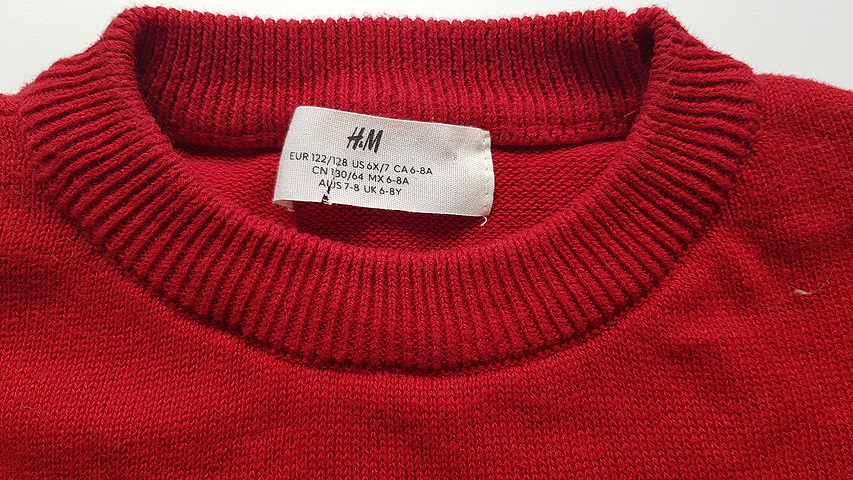 H&M
EUR 122/128 US 6X/7 CA 6-8A
CN 130/64 MX 6-8A
AUS 7-8 UK 6-8Y